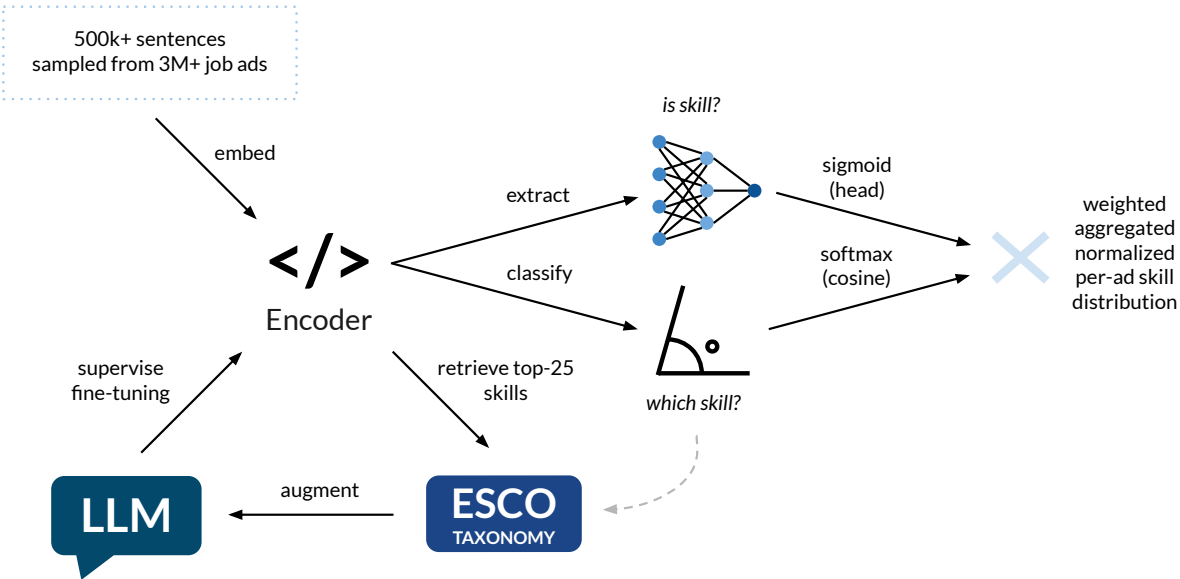 500k+ sentences
sampled from 3M+ job ads
embed
</>
Encoder
extract
classify
is skill?
which skill?
sigmoid
(head)
softmax
(cosine)
weighted
aggregated
normalized
per-ad skill
distribution
retrieve top-25
skills
ESCO
TAXONOMY
augment
LLM
supervise
fine-tuning